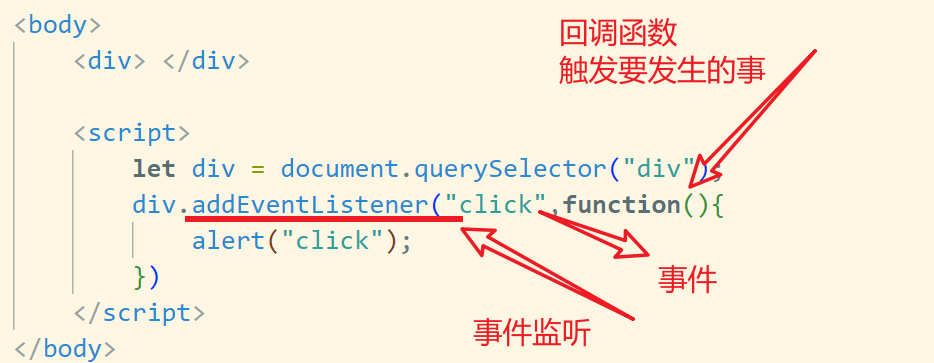 <body>
回调函数
<div> </div>
触发要发生的事
<script>
let div = document.querySelector("div");
div.addEventListener("click",function(){
alert("click");
})
事件
</script>
事件监听
</body>